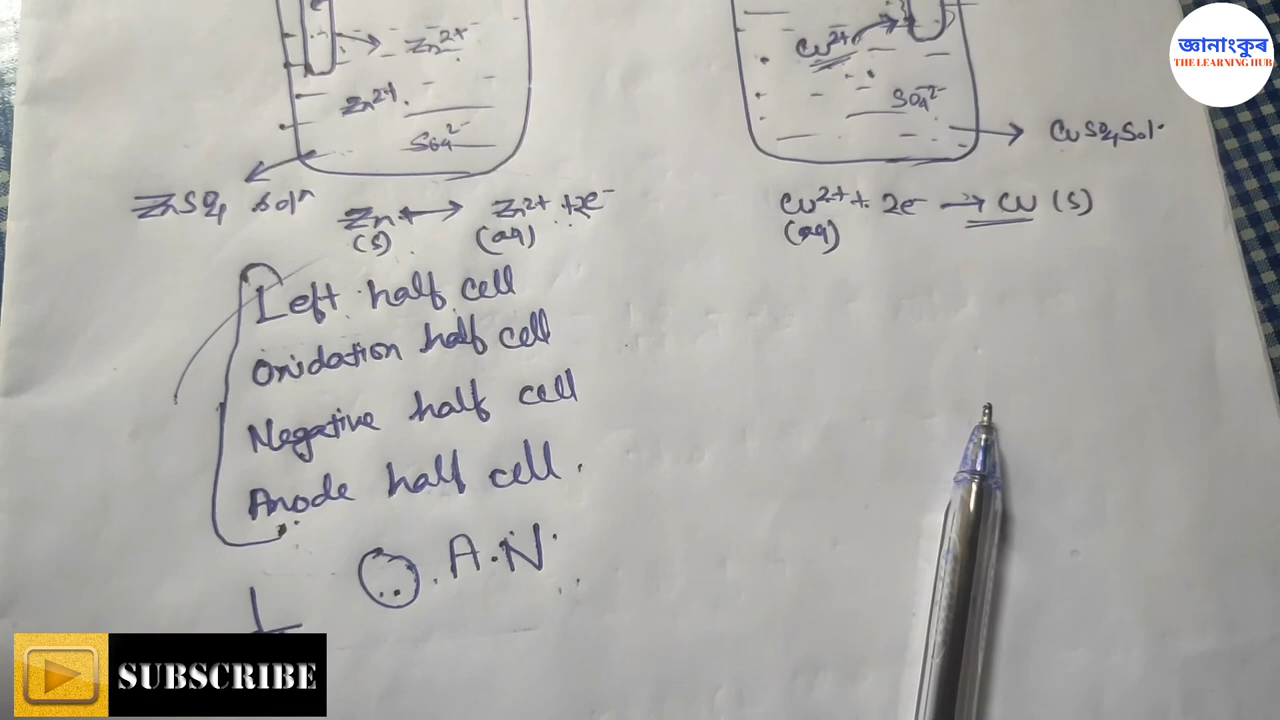 Zn²⁺
Zn²⁺.
SO₄²⁻
ZnSO₄ solⁿ
Zn → Zn²⁺ + 2e⁻
(s) (aq)
Cu²⁺
SO₄²⁻
CuSO₄ Sol.
Cu²⁺ + 2e⁻ → Cu (s)
(aq)
Left half cell
Oxidation half cell
Negative half cell
Anode half cell.
L O.A.N.
জ্ঞানাংকুৰ
THE LEARNING HUB
SUBSCRIBE